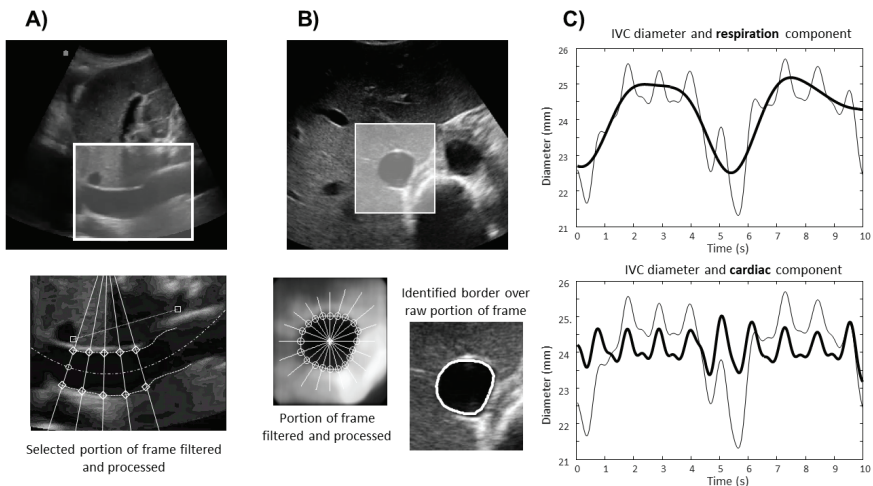 A)
B)
C)
Selected portion of frame filtered
and processed
Portion of frame
filtered and processed
Identified border over
raw portion of frame
IVC diameter and respiration component
26
25
24
23
22
21
Diameter (mm)
0 1 2 3 4 5 6 7 8 9 10
Time (s)
IVC diameter and cardiac component
26
25
24
23
22
21
Diameter (mm)
0 1 2 3 4 5 6 7 8 9 10
Time (s)